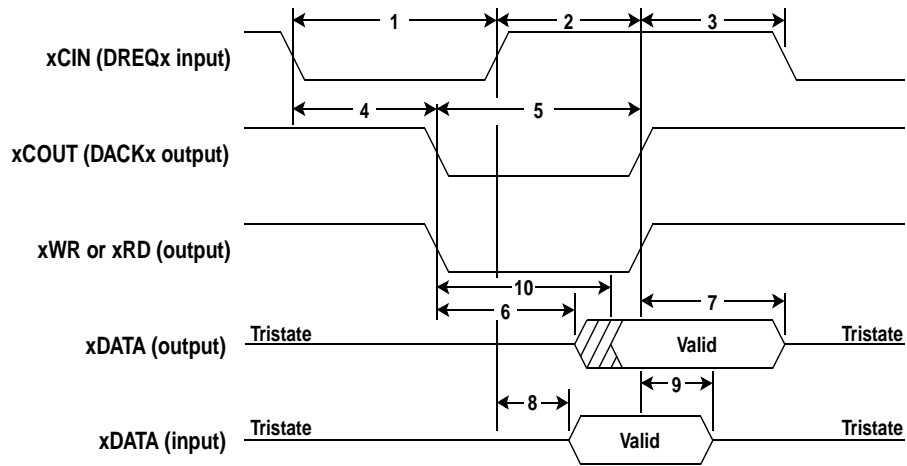 1
2
3
xCIN (DREQx input)
4
5
xCOUT (DACKx output)
xWR or xRD (output)
10
6
7
xDATA (output)
Tristate
Valid
Tristate
8
9
xDATA (input)
Tristate
Valid
Tristate